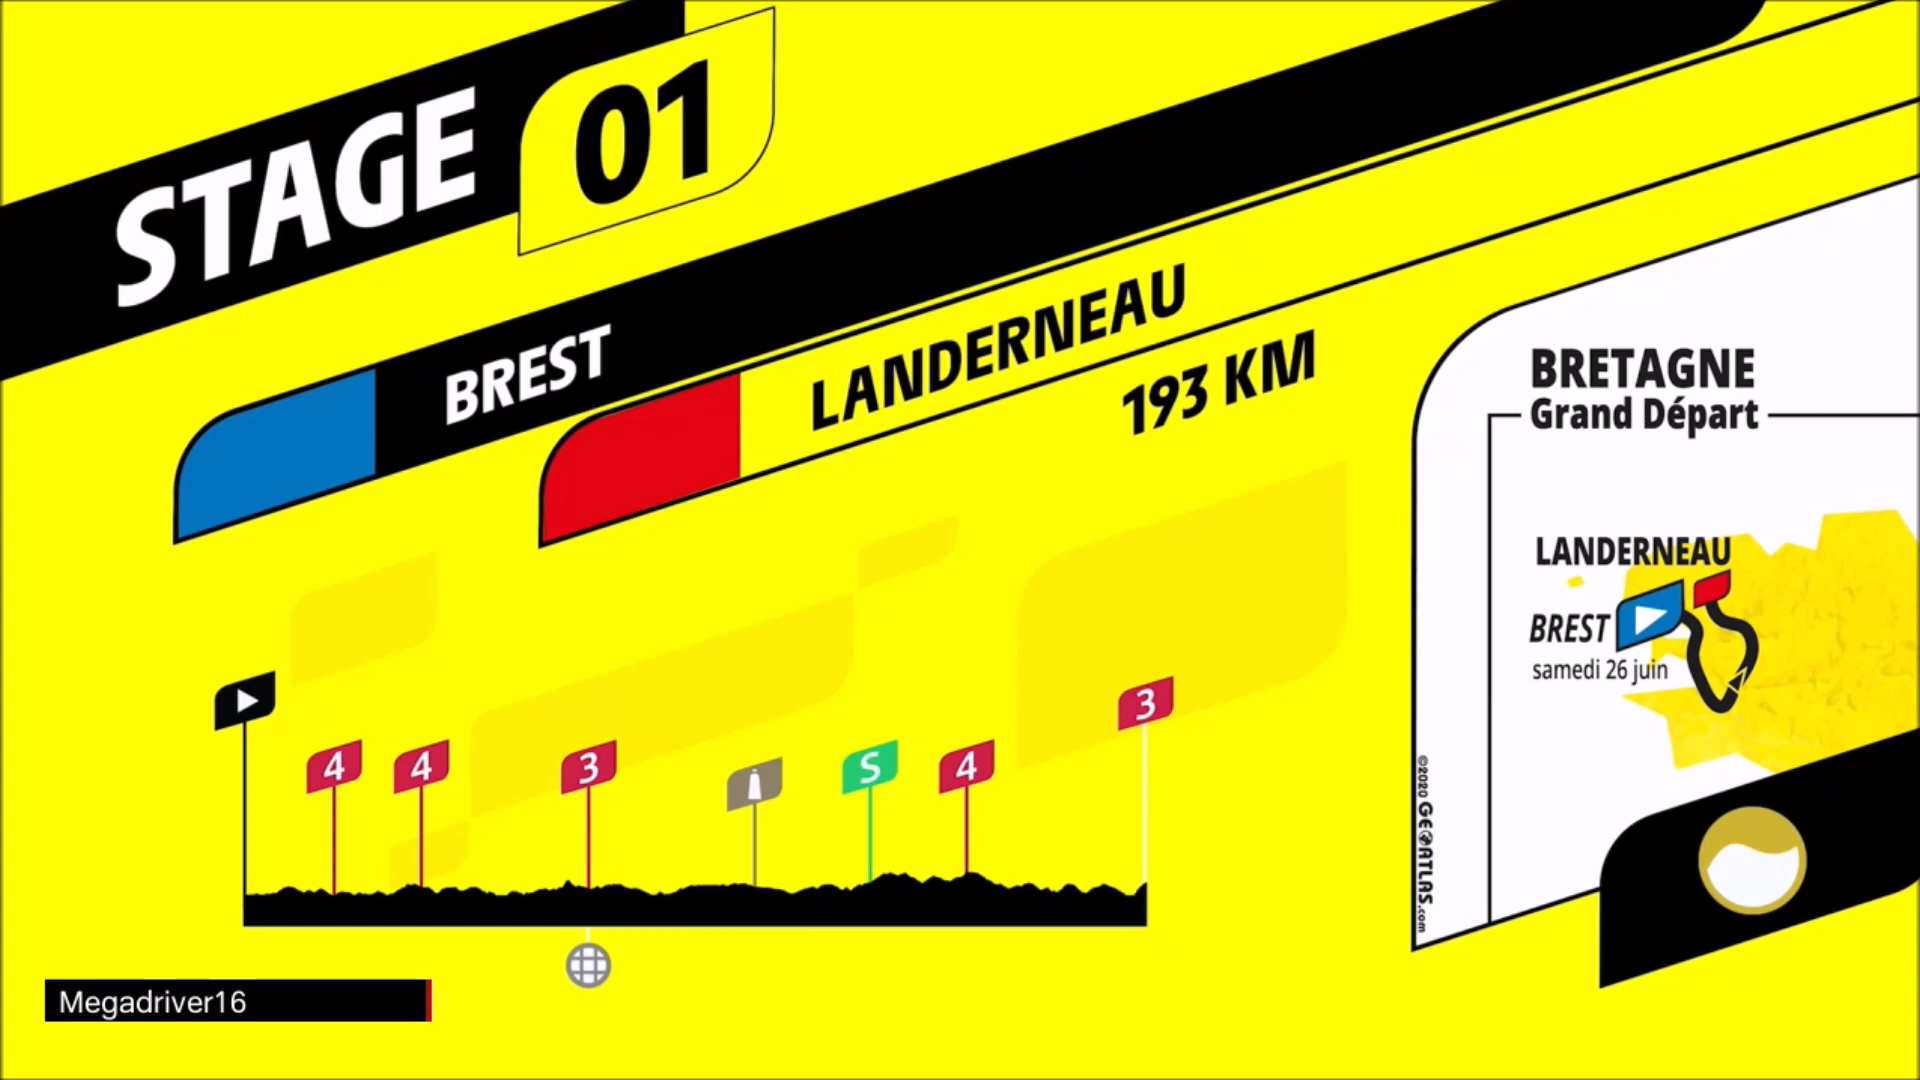 STAGE 01
BREST
LANDERNEAU
193 KM
BRETAGNE
Grand Départ
LANDERNEAU
BREST
samedi 26 juin
4
4
3
S
4
3
©2020 GEOATLAS.com
Megadriver16